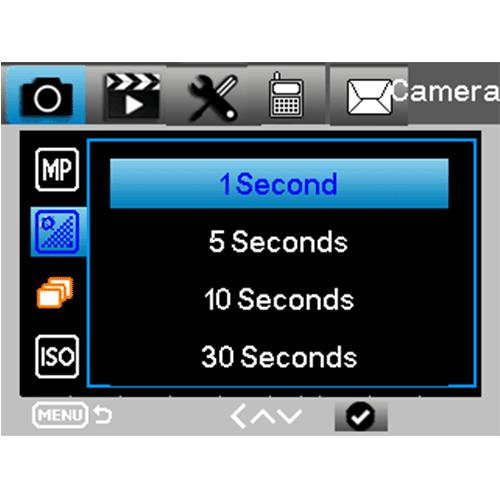 Camera
MP
1 Second
5 Seconds
10 Seconds
ISO
30 Seconds
MENU